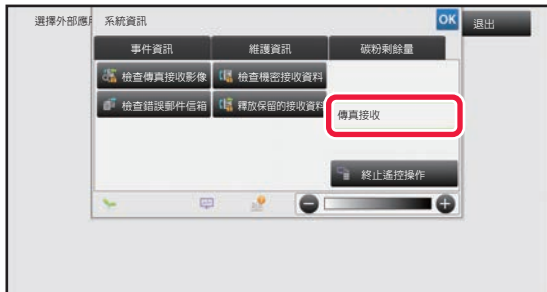 選擇外部應
系統資訊
OK
退出
事件資訊
維護資訊
碳粉剩餘量
檢查傳真接收影像
檢查機密接收資料
檢查錯誤郵件信箱
釋放保留的接收資料
傳真接收
終止遙控操作